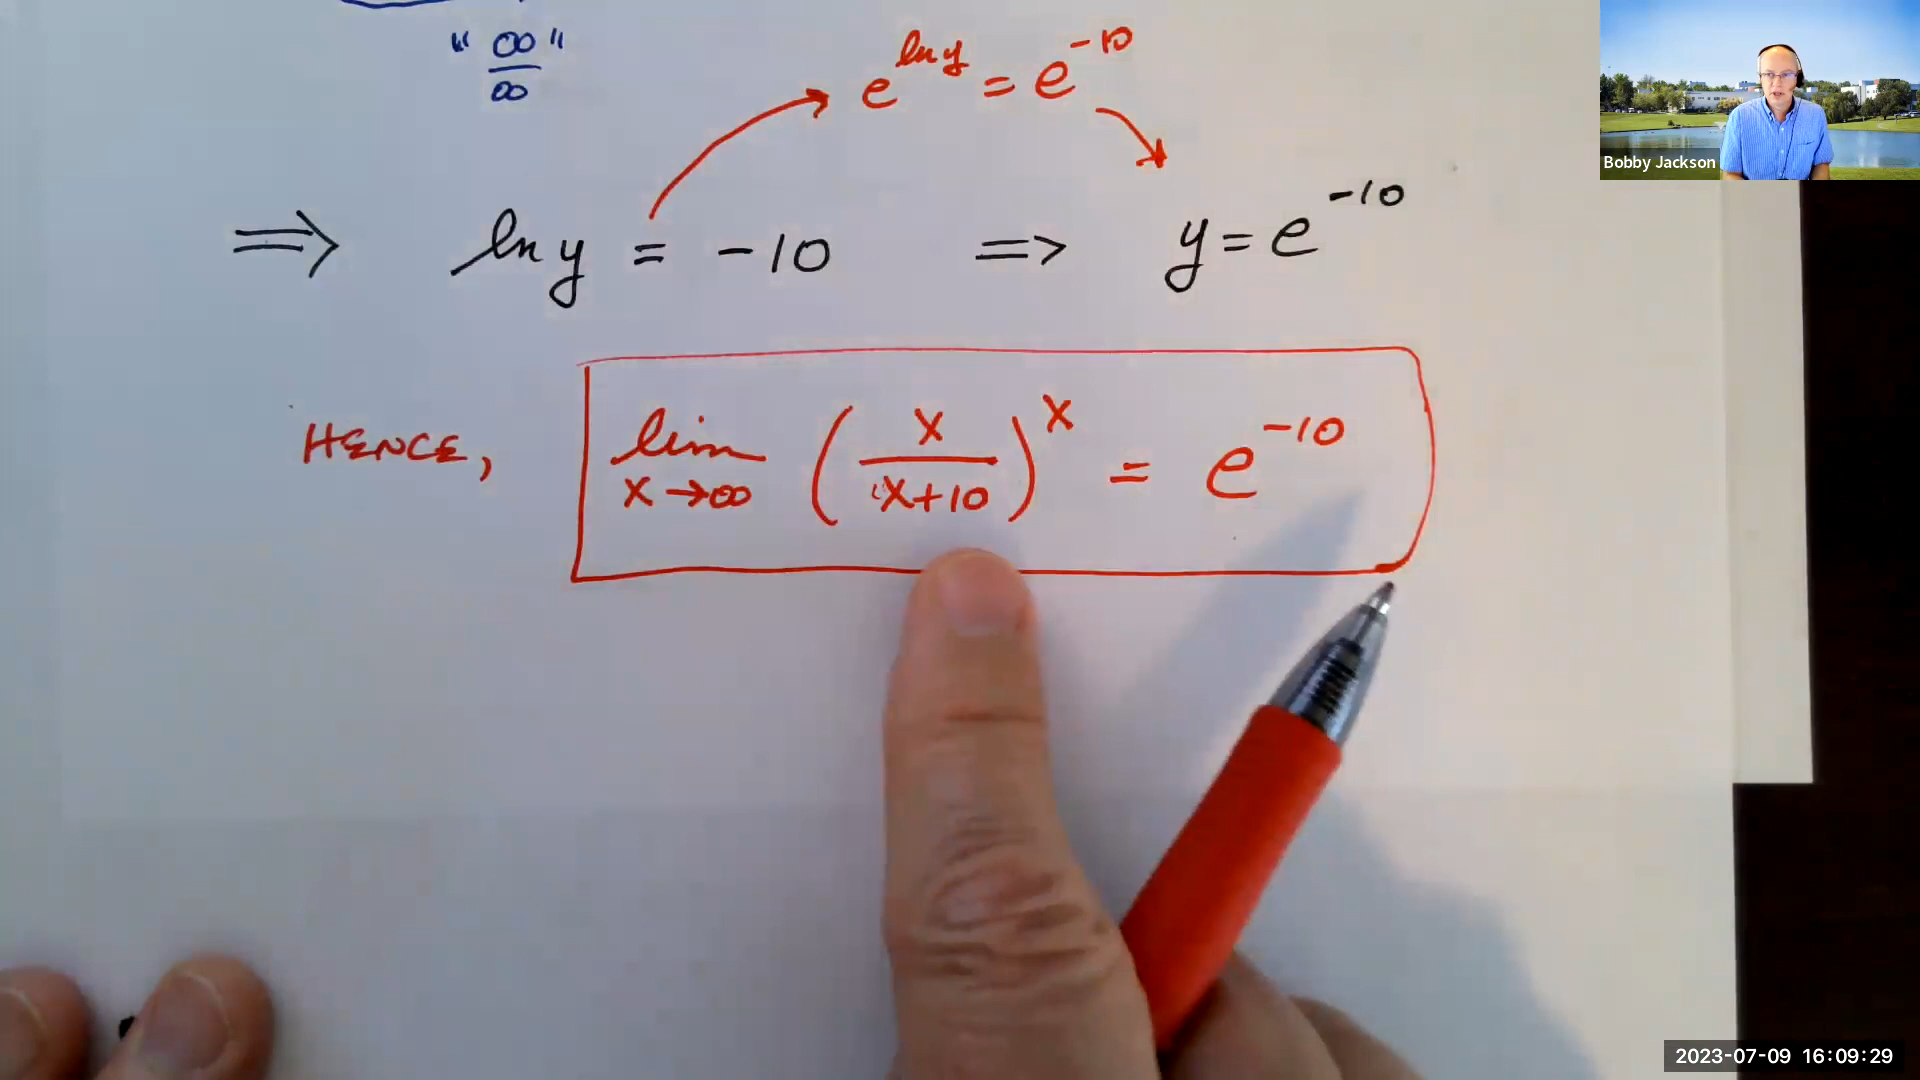 " ∞ "
∞
e^{ln y} = e^{-10}
Bobby Jackson
⇒ ln y = -10 ⇒ y = e^{-10}
HENCE, lim_{x→∞} (x/(x+10))^x = e^{-10}
2023-07-09 16:09:29